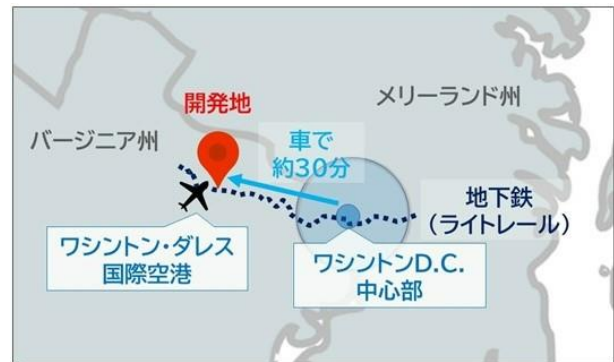 メリーランド州
開発地
バージニア州
車で
約30分
地下鉄
（ライトレール）
ワシントン・ダレス
国際空港
ワシントンD.C.
中心部